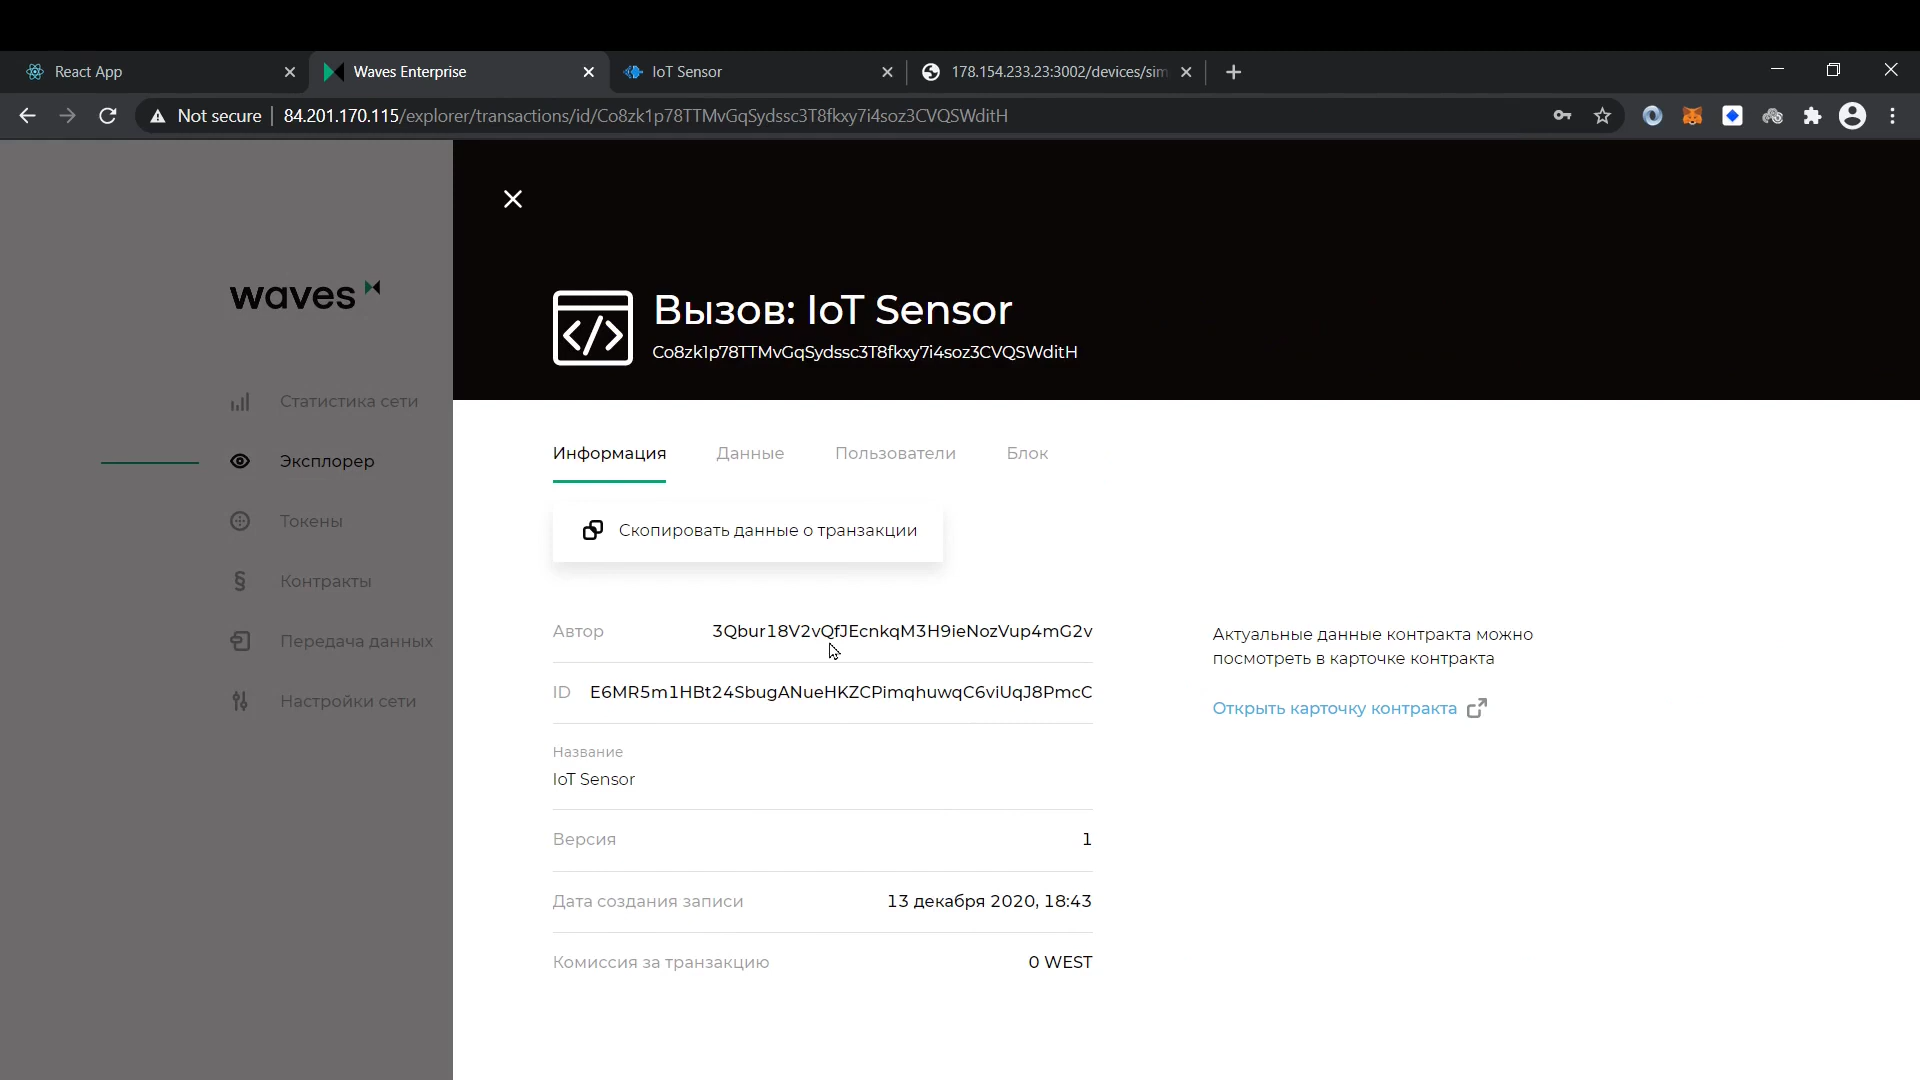 React App
Waves Enterprise
IoT Sensor
178.154.233.23:3002/devices/sim
Not secure
84.201.170.115/explorer/transactions/id/Co8zk1p78TTMvGqSydssc3T8fkxy7i4soz3CVQSWditH
waves
Статистика сети
Эксплорер
Токены
Контракты
Передача данных
Настройки сети
Вызов: IoT Sensor
Co8zk1p78TTMvGqSydssc3T8fkxy7i4soz3CVQSWditH
Информация
Данные
Пользователи
Блок
Скопировать данные о транзакции
Автор 3Qbur18V2vQfJEcnkqM3H9ieNozVup4mG2v
ID E6MR5m1HBt24SbugANueHKZCPimqhuwqC6viUqJ8PmcC
Название
IoT Sensor
Версия 1
Дата создания записи 13 декабря 2020, 18:43
Комиссия за транзакцию 0 WEST
Актуальные данные контракта можно
посмотреть в карточке контракта
Открыть карточку контракта